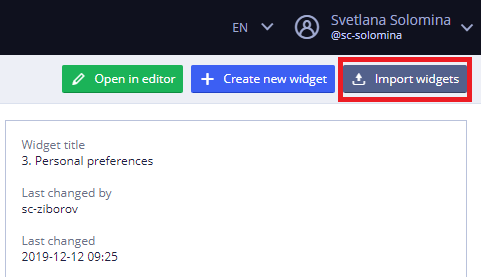 EN
Svetlana Solomina
@sc-solomina
Open in editor
Create new widget
Import widgets
Widget title
3. Personal preferences
Last changed by
sc-ziborov
Last changed
2019-12-12 09:25